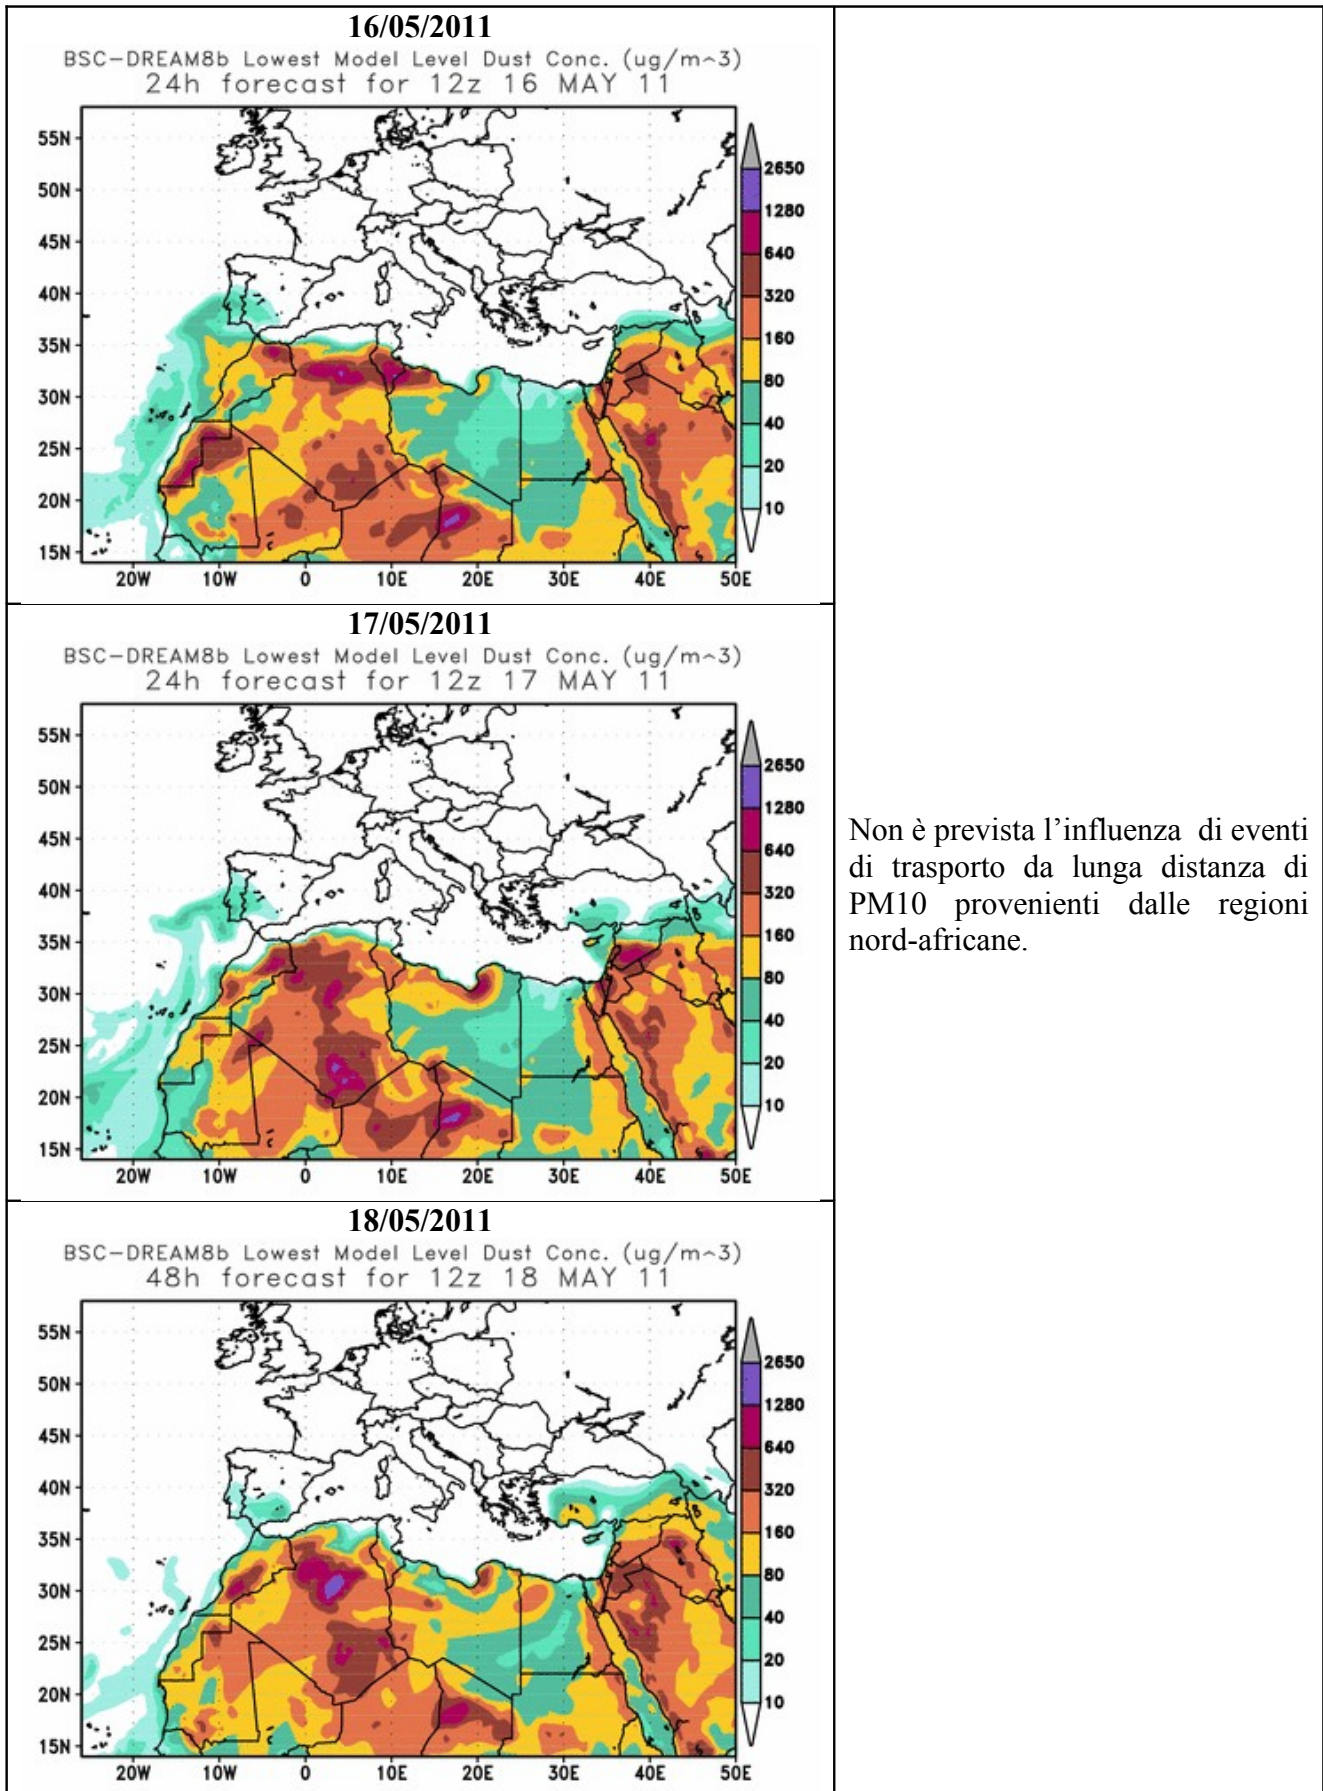 16/05/2011
BSC-DREAM8b Lowest Model Level Dust Conc. (ug/m^3)
24h forecast for 12z 16 MAY 11
55N
50N
45N
40N
35N
30N
25N
20N
15N
20W 10W 0 10E 20E 30E 40E 50E
2650
1280
640
320
160
80
40
20
10
17/05/2011
BSC-DREAM8b Lowest Model Level Dust Conc. (ug/m^3)
24h forecast for 12z 17 MAY 11
55N
50N
45N
40N
35N
30N
25N
20N
15N
20W 10W 0 10E 20E 30E 40E 50E
2650
1280
640
320
160
80
40
20
10
Non è prevista l’influenza di eventi
di trasporto da lunga distanza di
PM10 provenienti dalle regioni
nord-africane.
18/05/2011
BSC-DREAM8b Lowest Model Level Dust Conc. (ug/m^3)
48h forecast for 12z 18 MAY 11
55N
50N
45N
40N
35N
30N
25N
20N
15N
20W 10W 0 10E 20E 30E 40E 50E
2650
1280
640
320
160
80
40
20
10